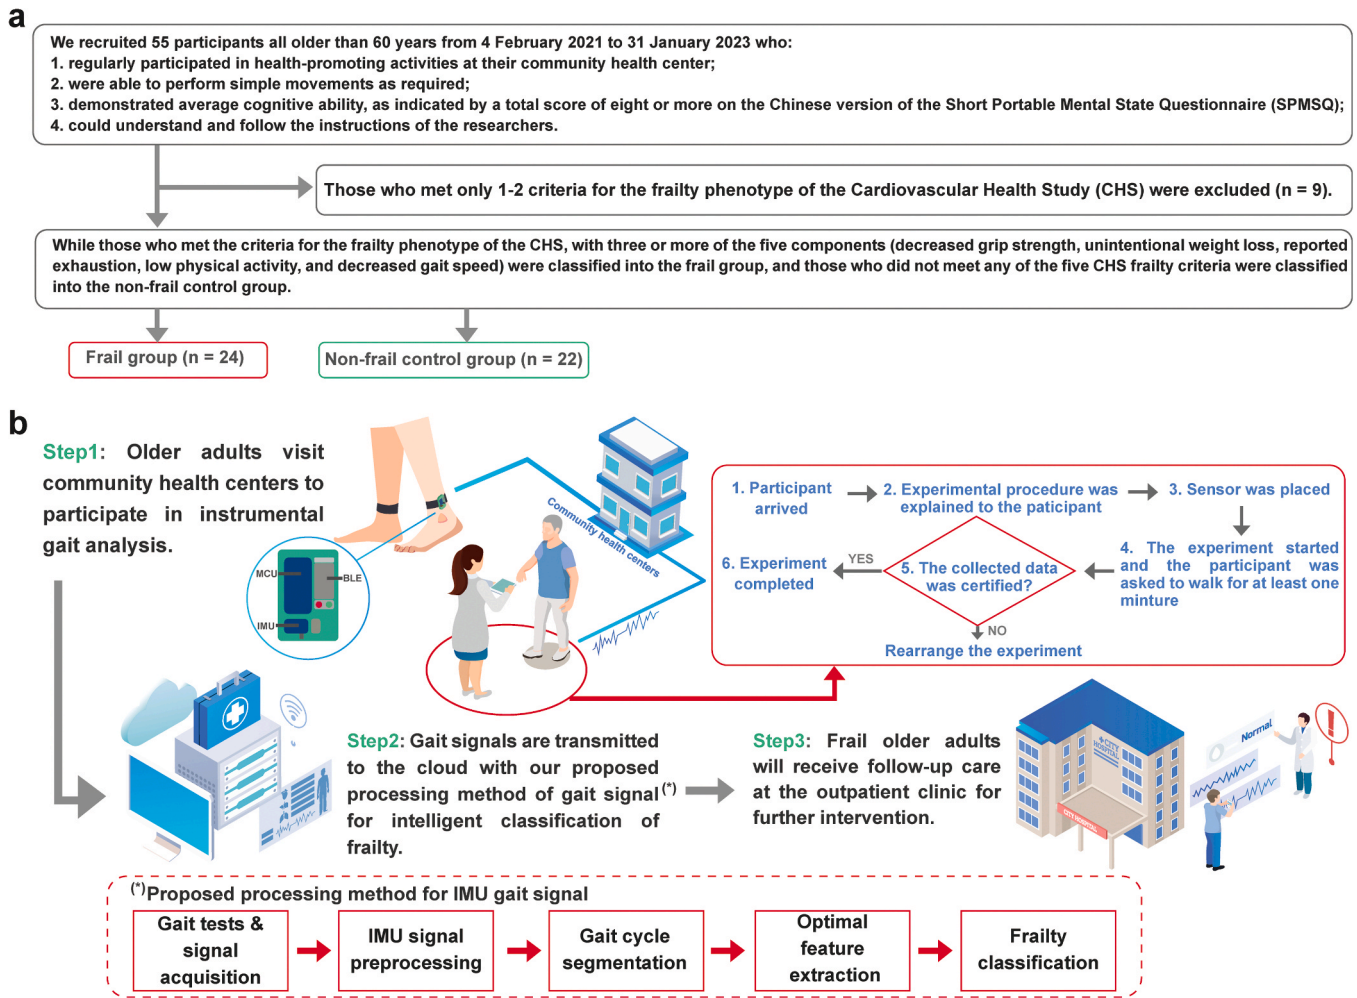 a
We recruited 55 participants all older than 60 years from 4 February 2021 to 31 January 2023 who:
1. regularly participated in health-promoting activities at their community health center;
2. were able to perform simple movements as required;
3. demonstrated average cognitive ability, as indicated by a total score of eight or more on the Chinese version of the Short Portable Mental State Questionnaire (SPMSQ);
4. could understand and follow the instructions of the researchers.
Those who met only 1-2 criteria for the frailty phenotype of the Cardiovascular Health Study (CHS) were excluded (n = 9).
While those who met the criteria for the frailty phenotype of the CHS, with three or more of the five components (decreased grip strength, unintentional weight loss, reported
exhaustion, low physical activity, and decreased gait speed) were classified into the frail group, and those who did not meet any of the five CHS frailty criteria were classified
into the non-frail control group.
Frail group (n = 24)
Non-frail control group (n = 22)
b
Step1: Older adults visit
community health centers to
participate in instrumental
gait analysis.
MCU
BLE
IMU
Community health centers
1. Participant
arrived
2. Experimental procedure was
explained to the paticipant
3. Sensor was placed
4. The experiment started
and the participant was
asked to walk for at least one
minture
5. The collected data
was certified?
YES
6. Experiment
completed
NO
Rearrange the experiment
Step2: Gait signals are transmitted
to the cloud with our proposed
processing method of gait signal(*)
for intelligent classification of
frailty.
Step3: Frail older adults
will receive follow-up care
at the outpatient clinic for
further intervention.
+CITY
HOSPITAL
CITY HOSPITAL
Normal
!
(*)Proposed processing method for IMU gait signal
Gait tests &
signal
acquisition
IMU signal
preprocessing
Gait cycle
segmentation
Optimal
feature
extraction
Frailty
classification